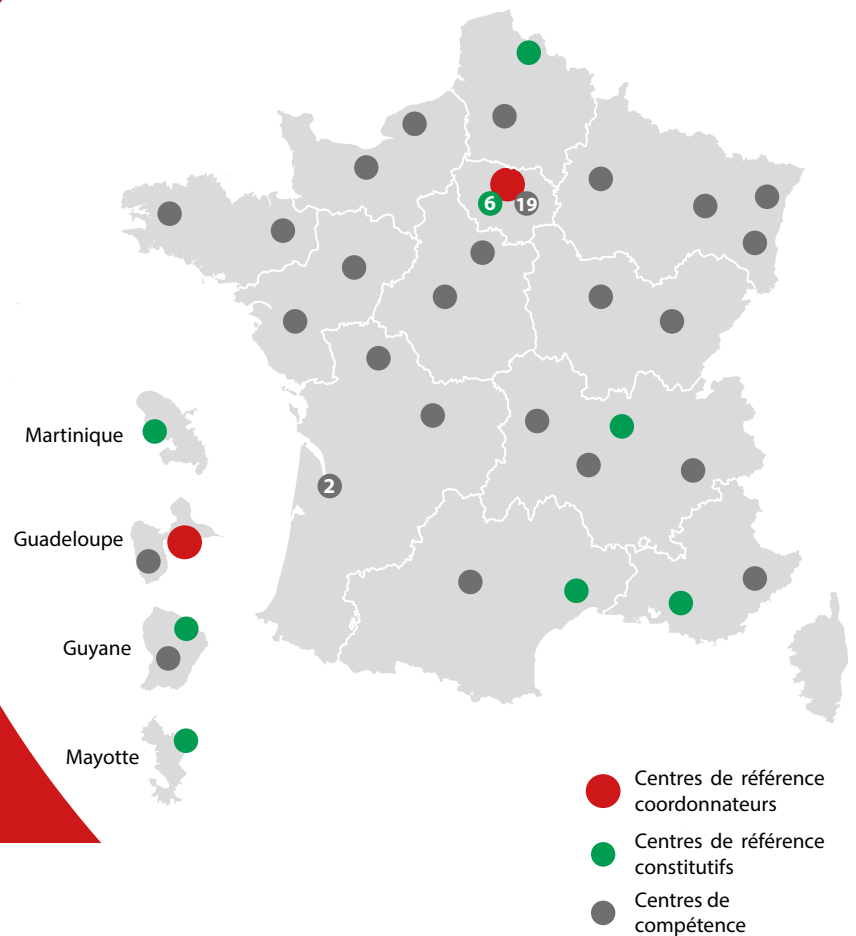 6
19
2
Martinique
Guadeloupe
Guyane
Mayotte
Centres de référence
coordonnateurs
Centres de référence
constitutifs
Centres de
compétence